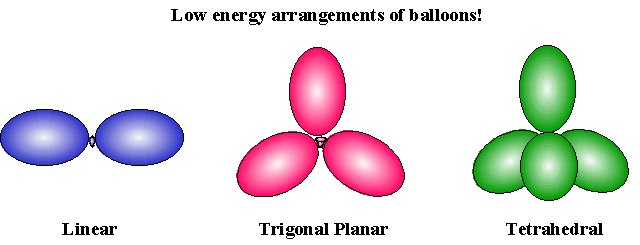 Low energy arrangements of balloons!
Linear
Trigonal Planar
Tetrahedral